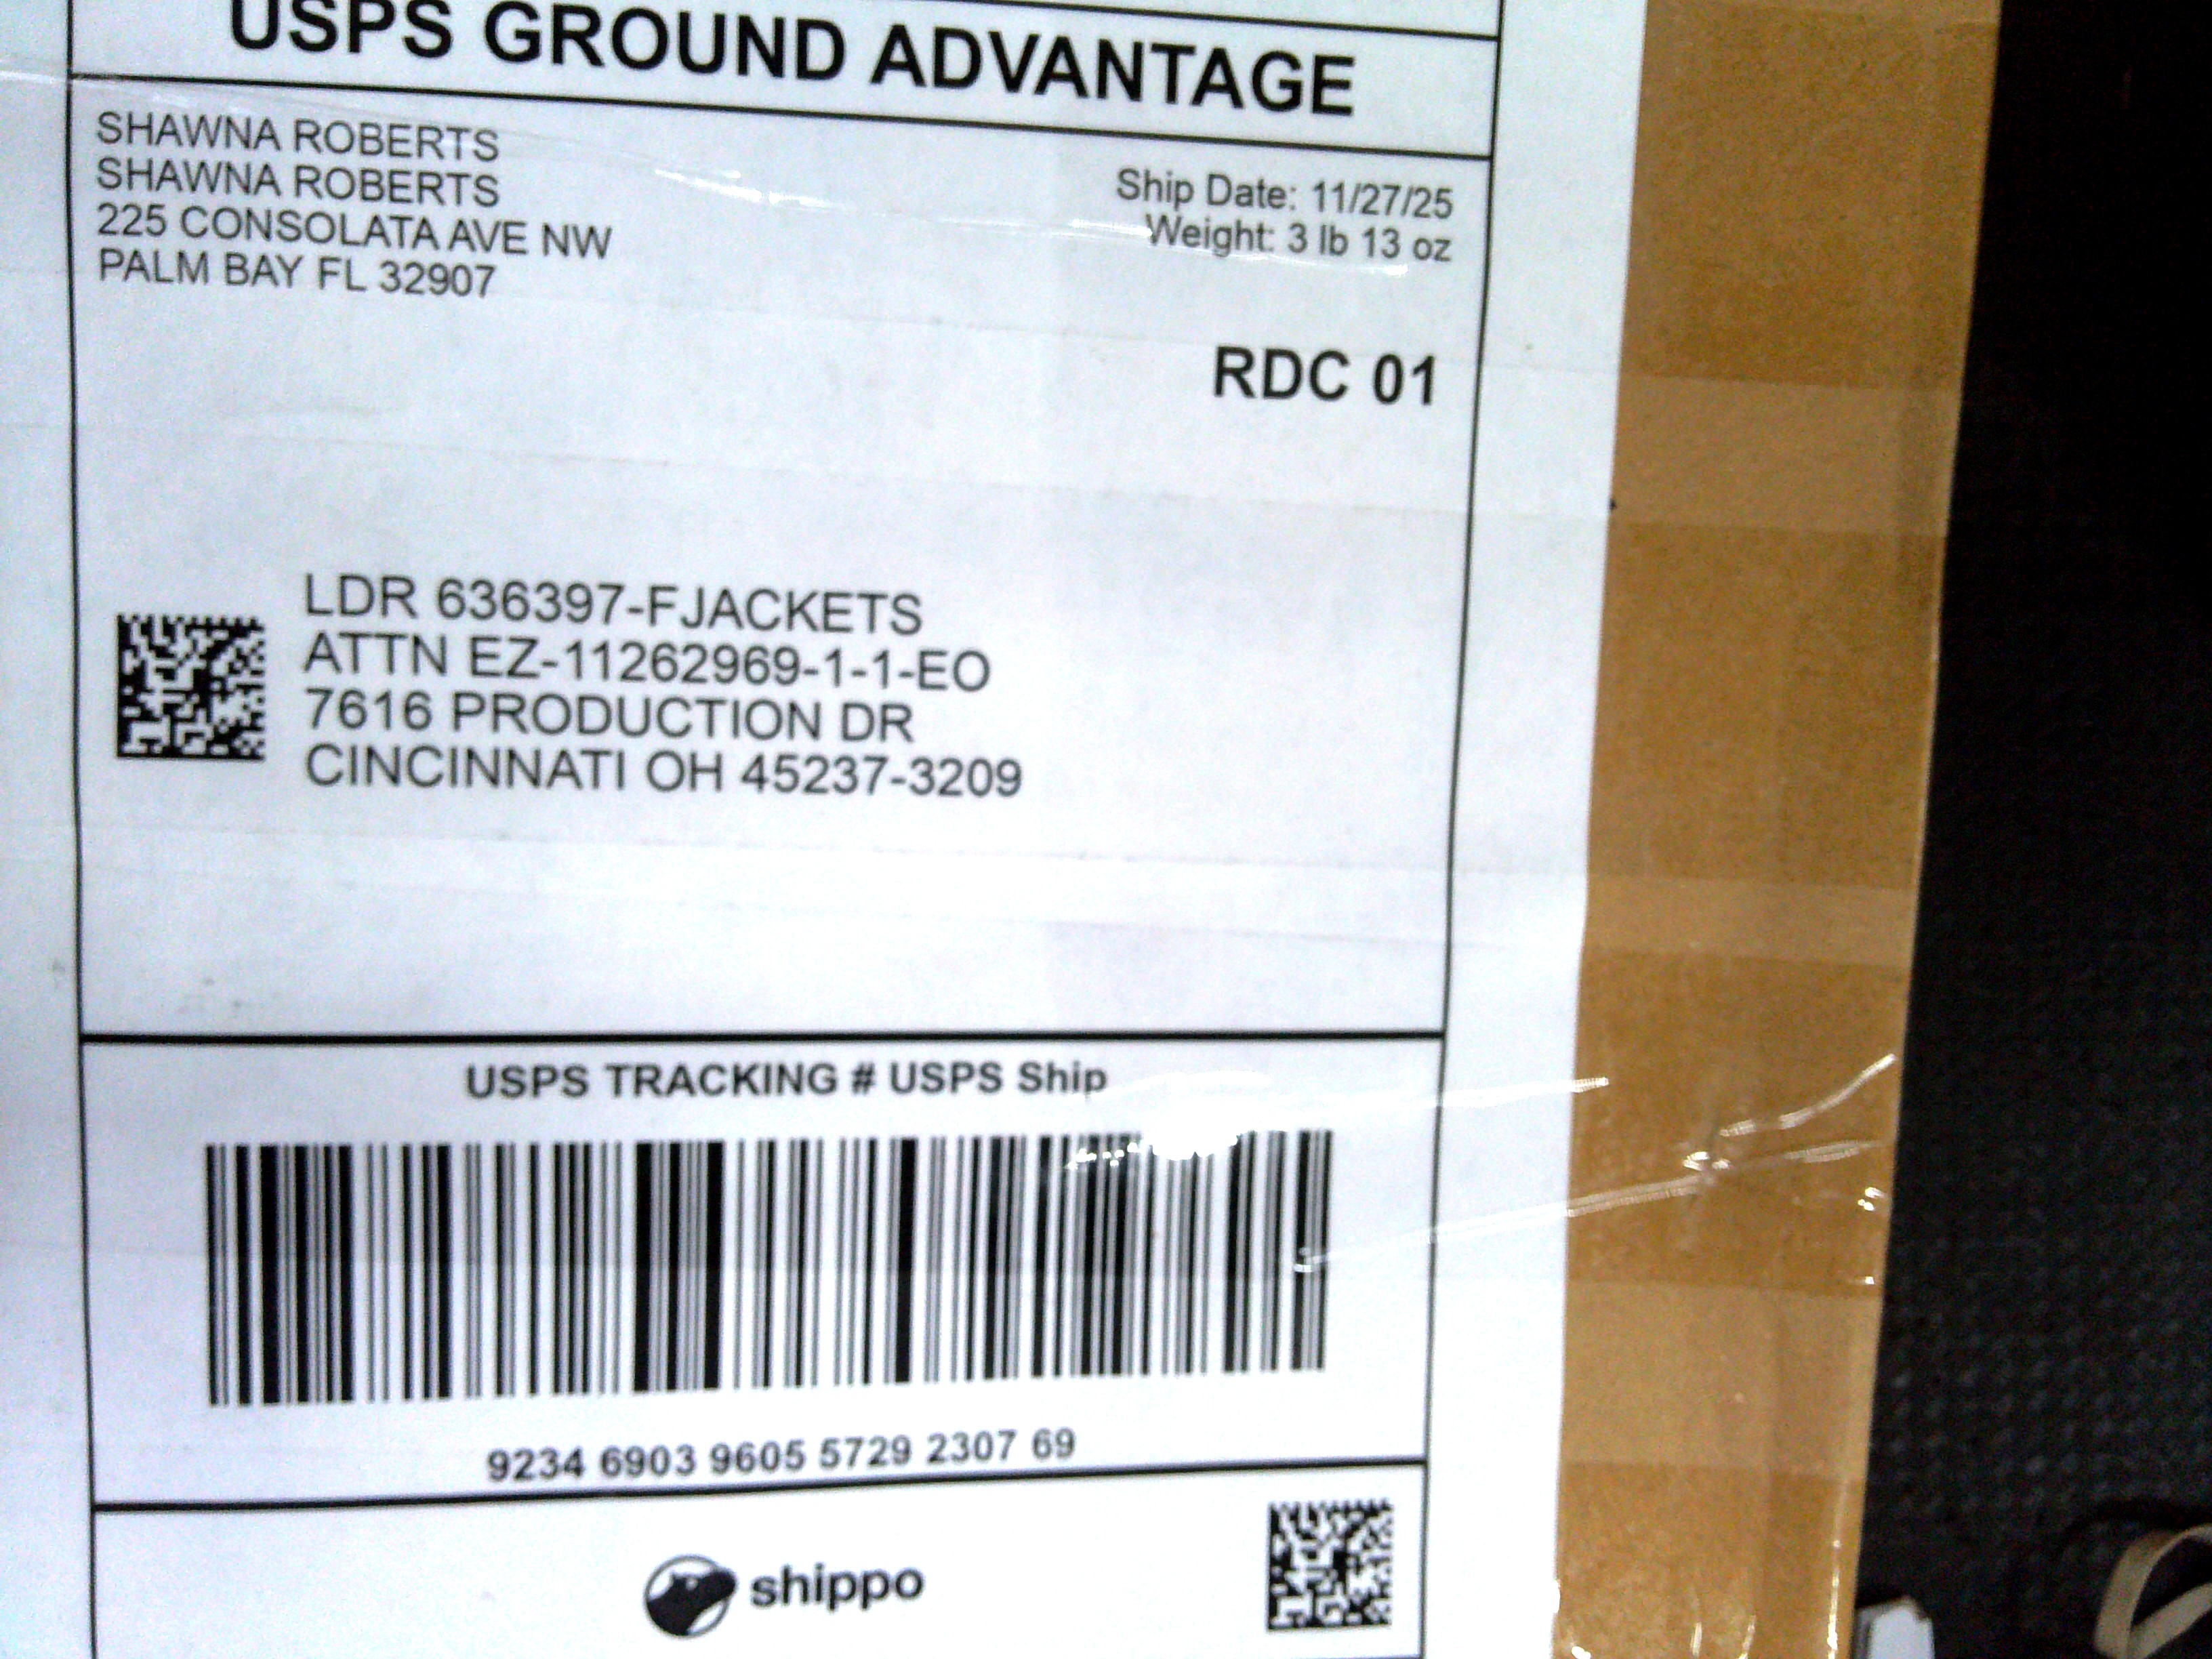 USPS GROUND ADVANTAGE
SHAWNA ROBERTS
SHAWNA ROBERTS
225 CONSOLATA AVE NW
PALM BAY FL 32907
Ship Date: 11/27/25
Weight: 3 lb 13 oz
RDC 01
LDR 636397-FJACKETS
ATTN EZ-11262969-1-1-EO
7616 PRODUCTION DR
CINCINNATI OH 45237-3209
USPS TRACKING # USPS Ship
9234 6903 9605 5729 2307 69
shippo